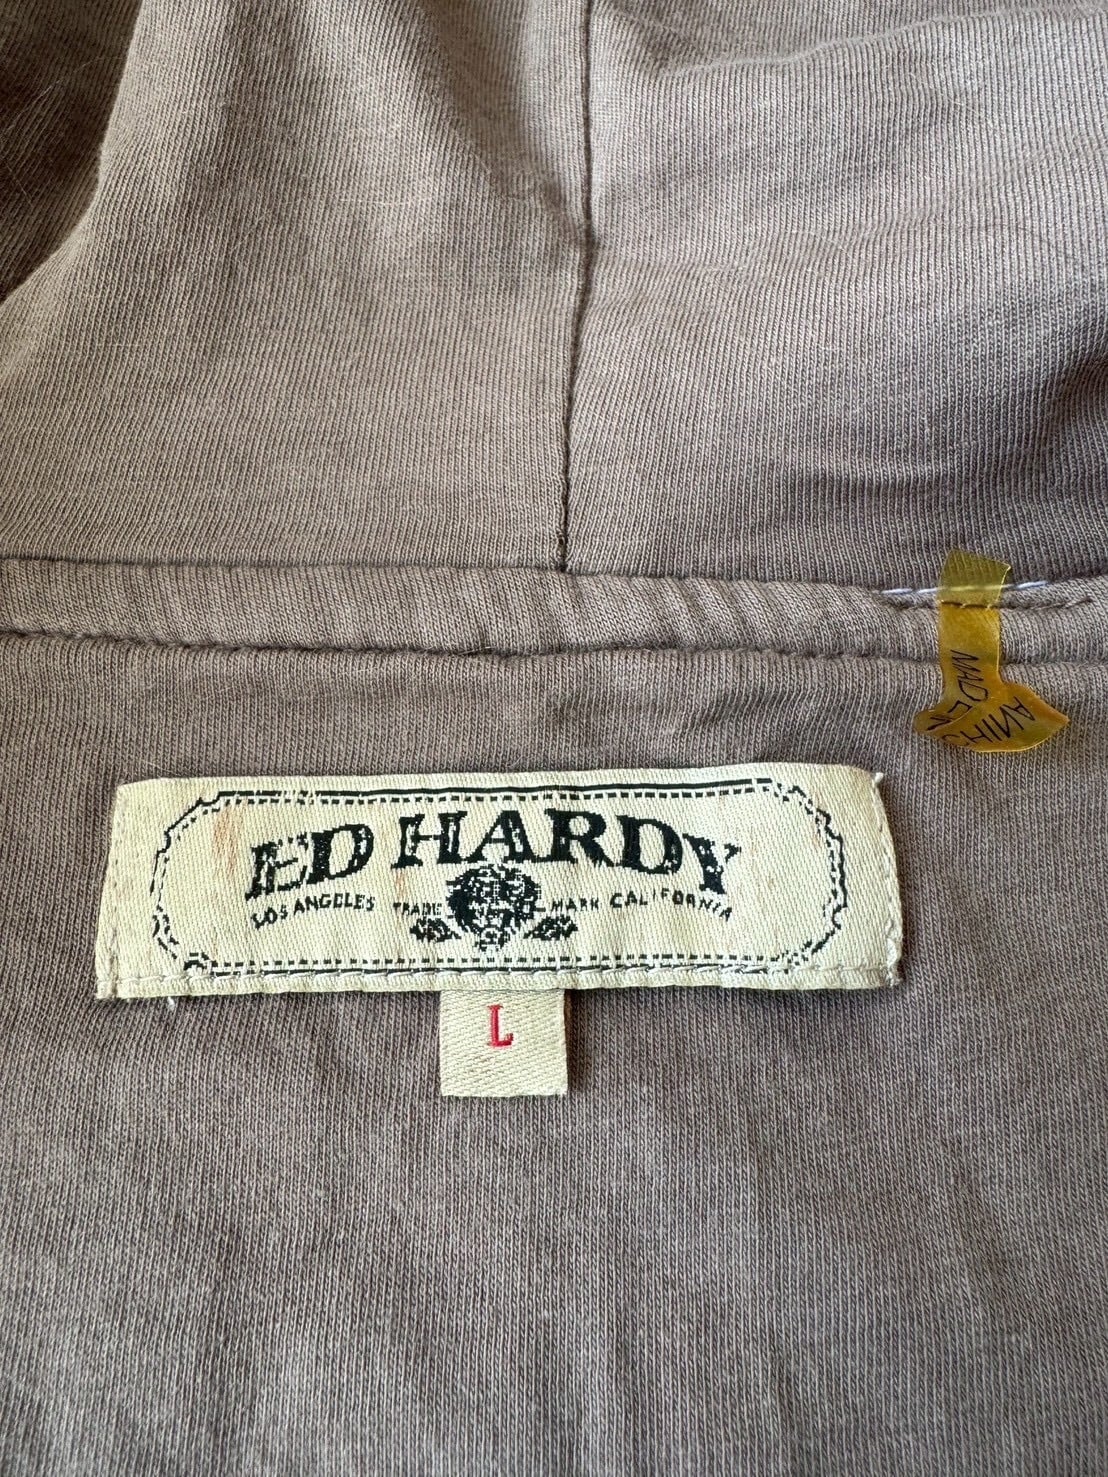 ED HARDY
LOS ANGELES TRADE MARK CALIFORNIA
L
MADE IN
CHINA